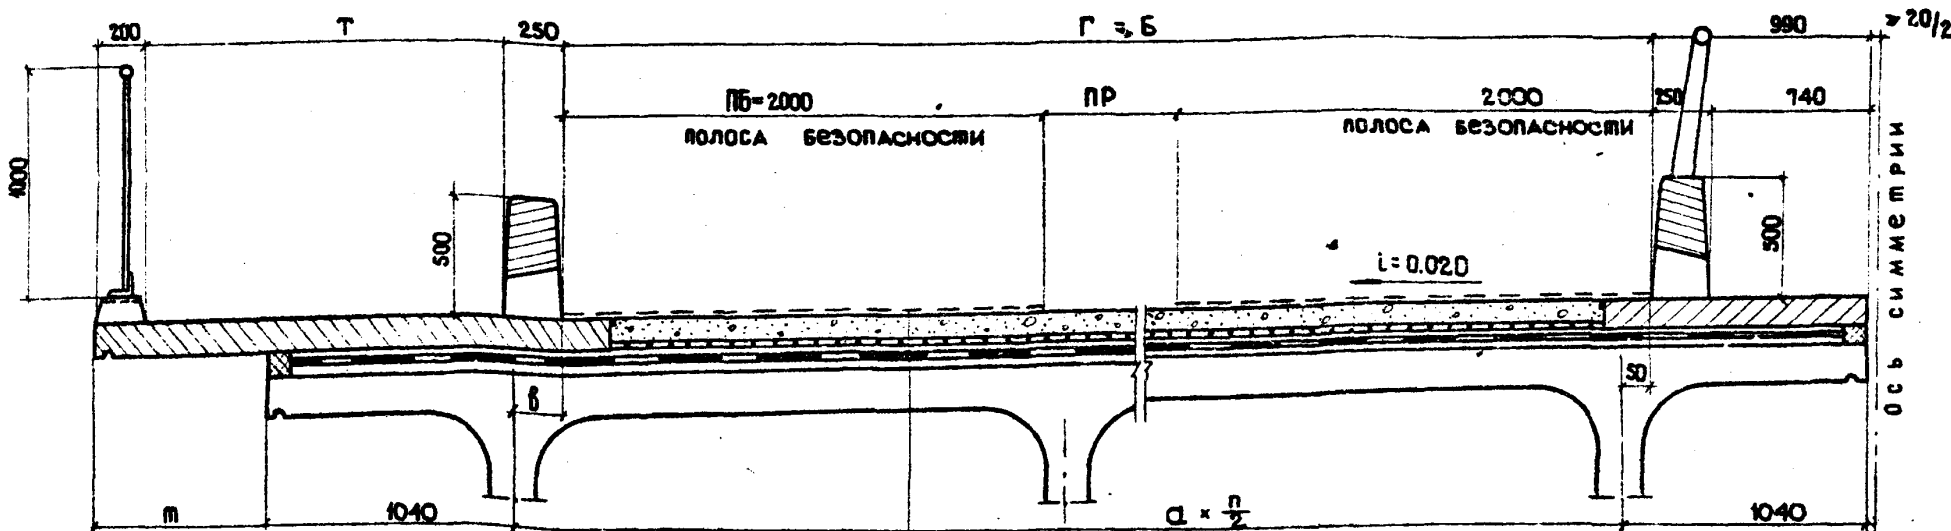 200 Т 250 Г ⩾ Б 990 ⩾ 20/2
ПБ=2000 ПР 2000 250 740
ПОЛОСА БЕЗОПАСНОСТИ ПОЛОСА БЕЗОПАСНОСТИ
1000
500
i=0.020
500
ОСЬ СИММЕТРИИ
в
50
m 1040 a × n/2 1040